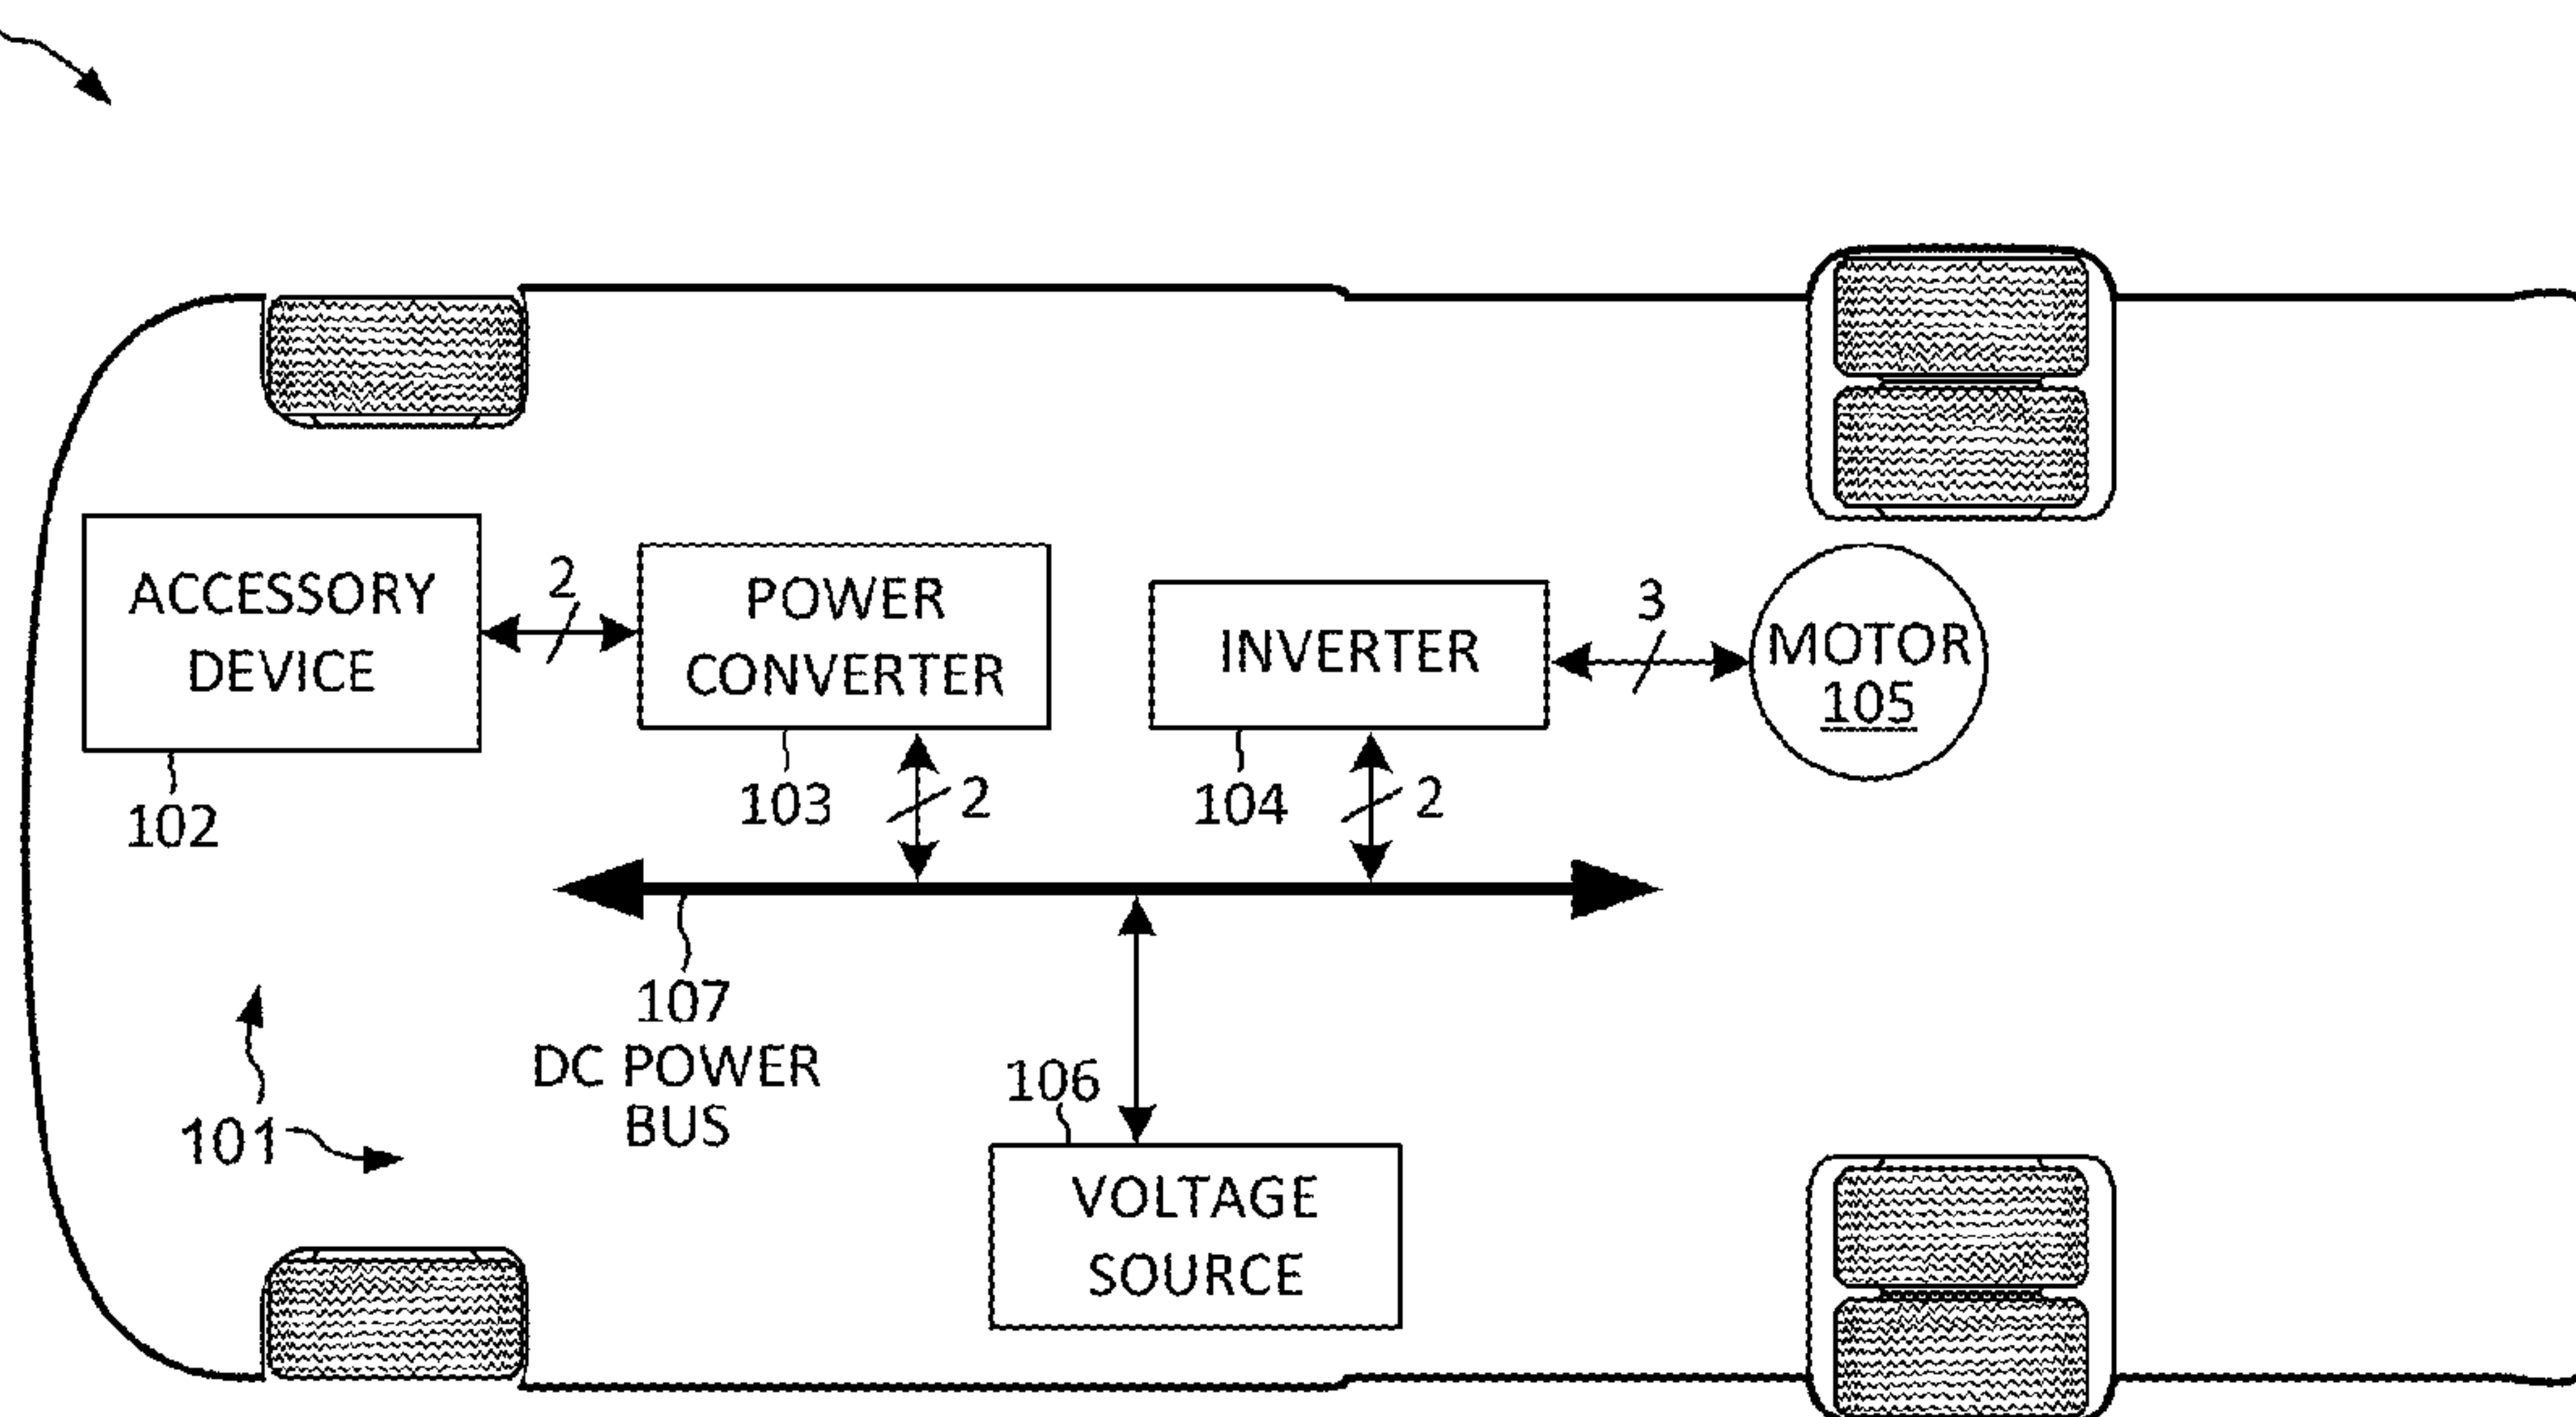 ACCESSORY
DEVICE
102
2
POWER
CONVERTER
103
2
INVERTER
104
2
3
MOTOR
105
107
DC POWER
BUS
101
106
VOLTAGE
SOURCE